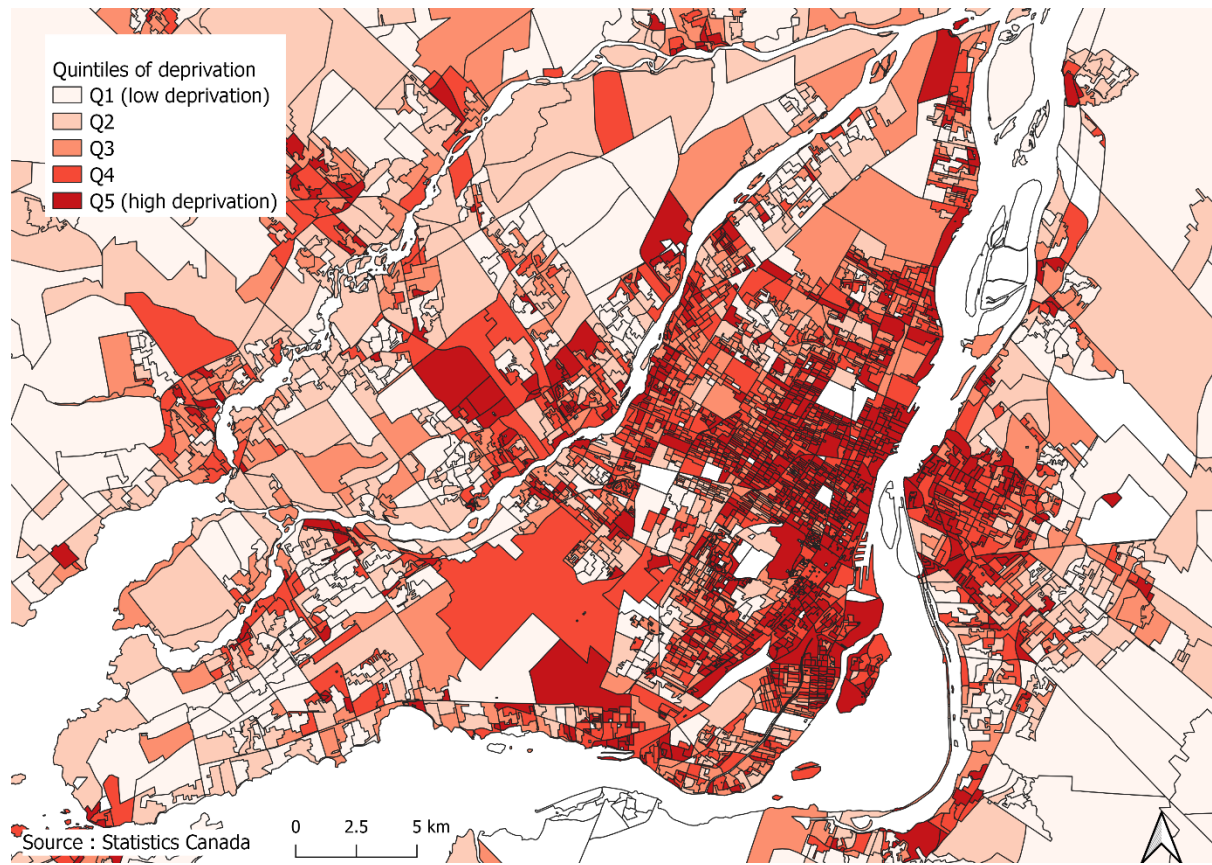 Quintiles of deprivation
Q1 (low deprivation)
Q2
Q3
Q4
Q5 (high deprivation)
Source : Statistics Canada
0 2.5 5 km